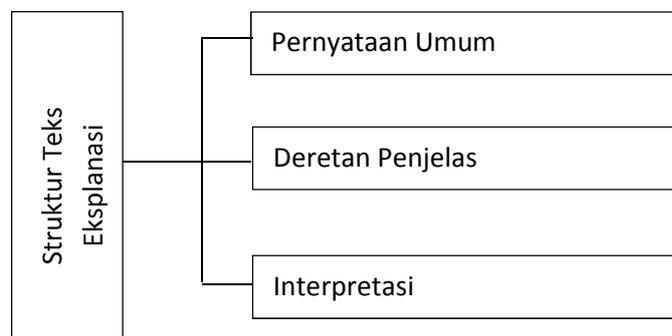 Struktur Teks
Eksplanasi
Pernyataan Umum
Deretan Penjelas
Interpretasi